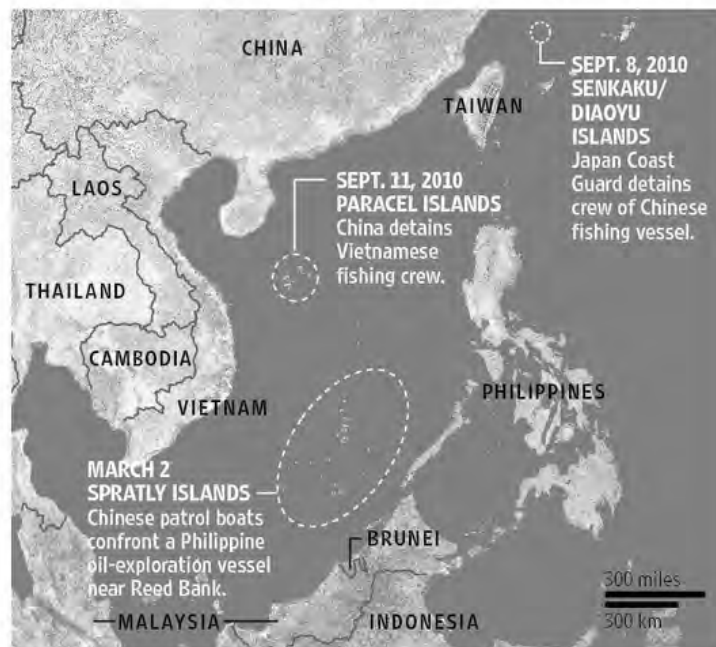 CHINA
TAIWAN
SEPT. 8, 2010
SENKAKU/
DIAOYU
ISLANDS
Japan Coast
Guard detains
crew of Chinese
fishing vessel.
LAOS
SEPT. 11, 2010
PARACEL ISLANDS
China detains
Vietnamese
fishing crew.
THAILAND
CAMBODIA
VIETNAM
PHILIPPINES
MARCH 2
SPRATLY ISLANDS
Chinese patrol boats
confront a Philippine
oil-exploration vessel
near Reed Bank.
BRUNEI
MALAYSIA
INDONESIA
300 miles
300 km